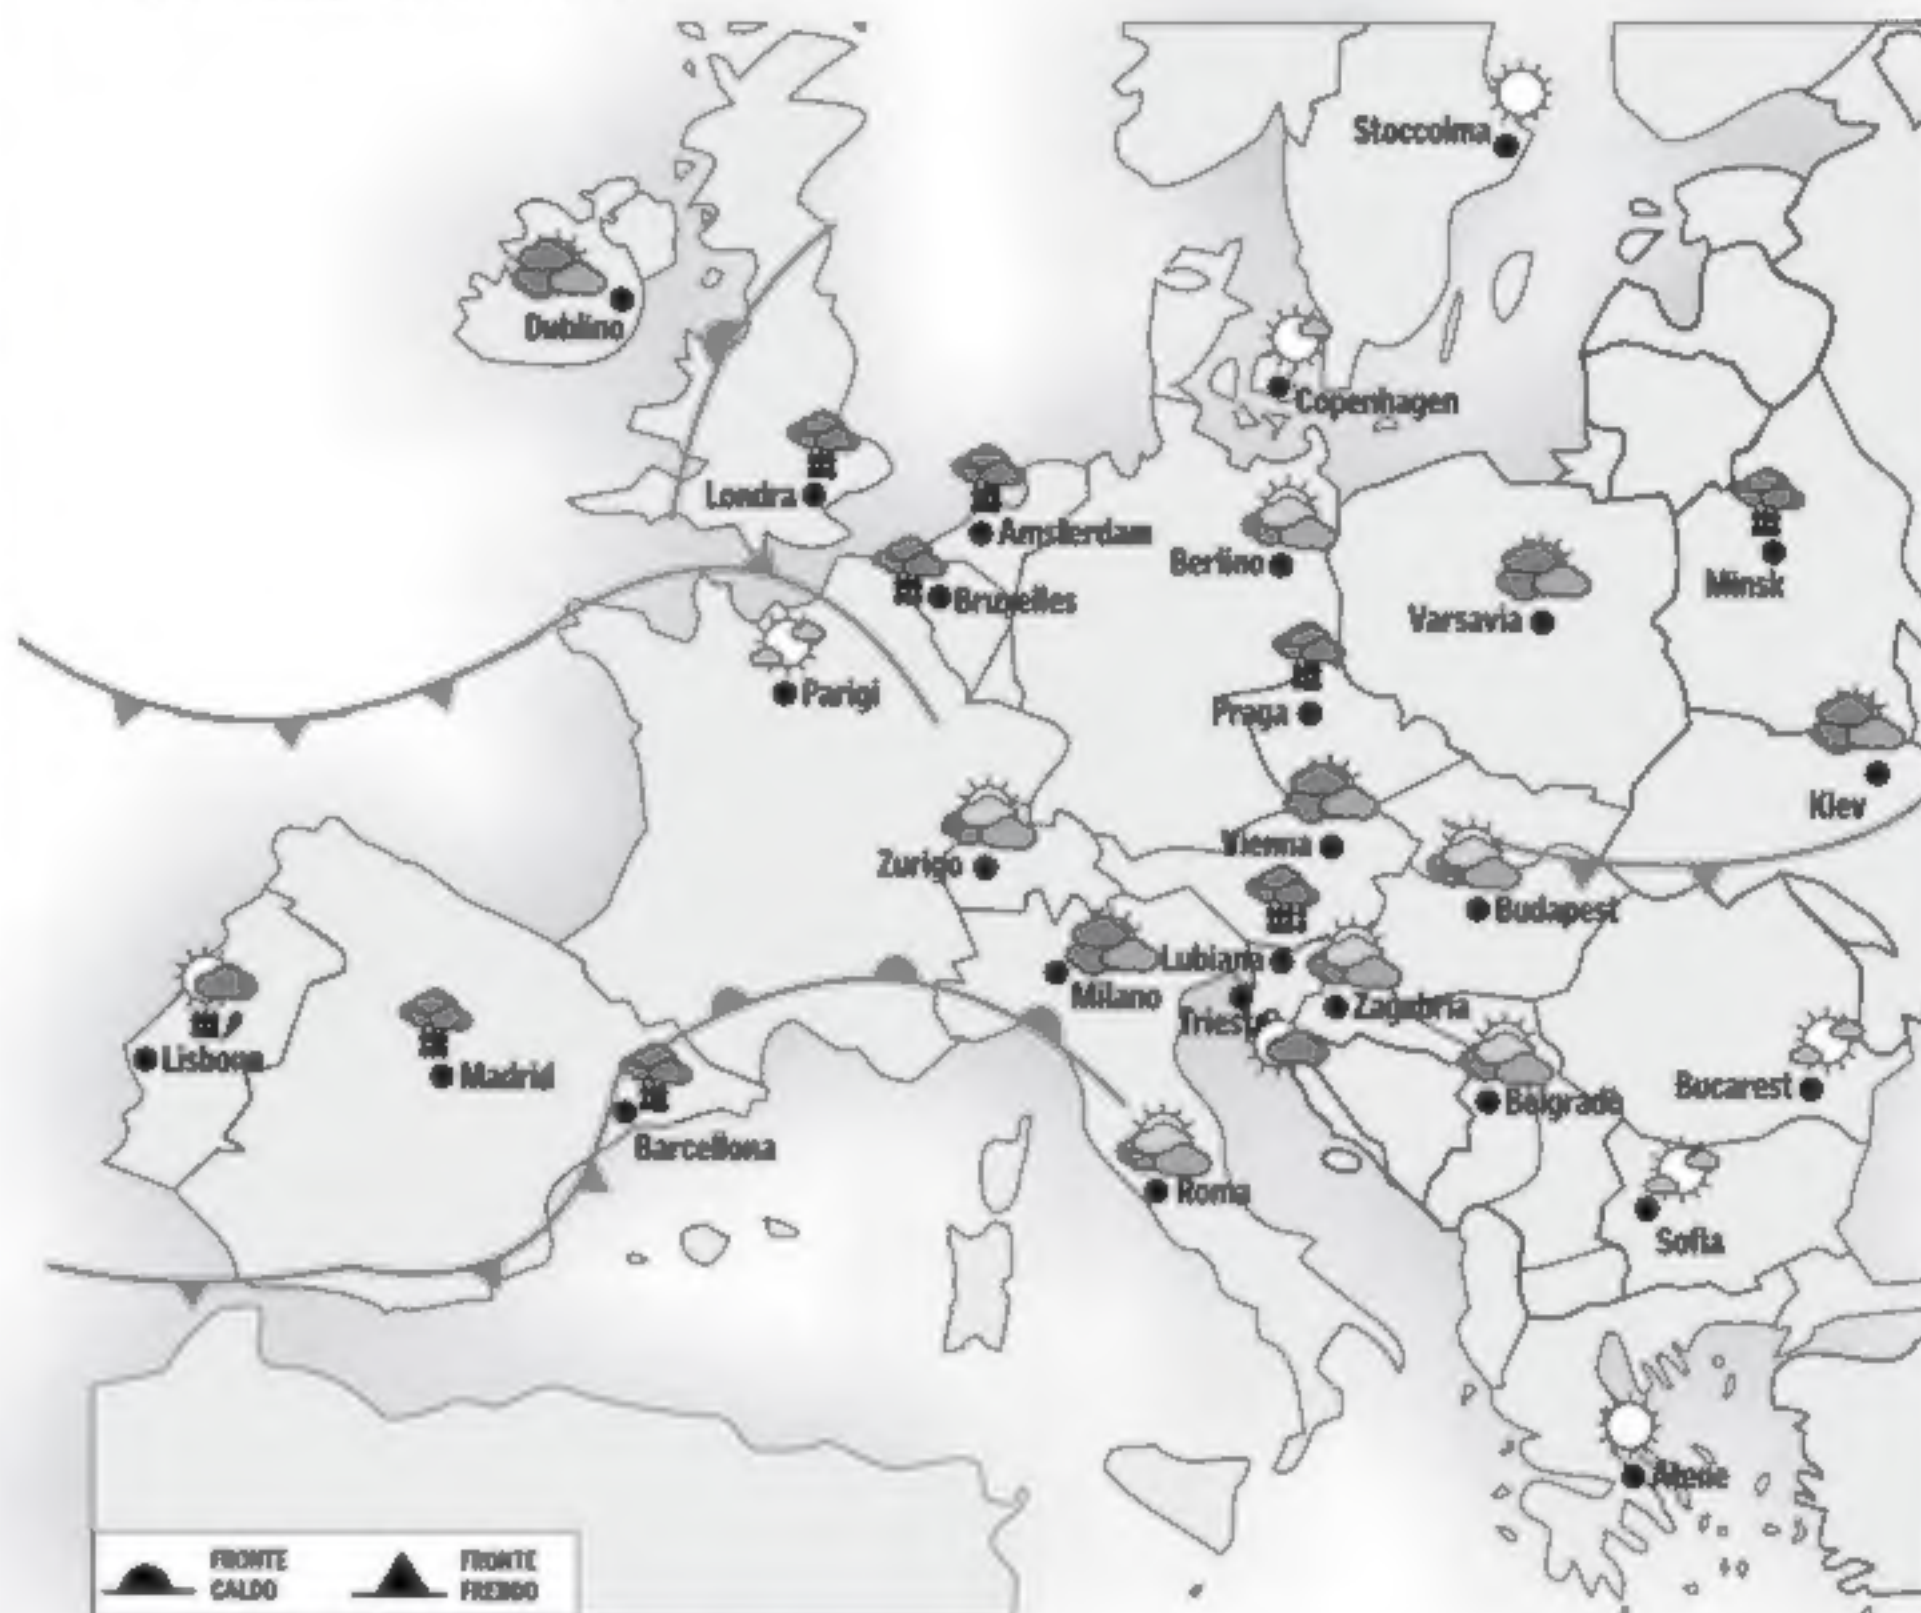 Stoccolma
Dublino
Copenhagen
Londra
Amsterdam
Berlino
Bruxelles
Minsk
Varsavia
Parigi
Praga
Kiev
Vienna
Zurigo
Budapest
Lubiana
Milano
Zagabria
Trieste
Lisbona
Madrid
Bucarest
Belgrado
Barcellona
Roma
Sofia
Atene
FRONTE
CALDO
FRONTE
FREDDO